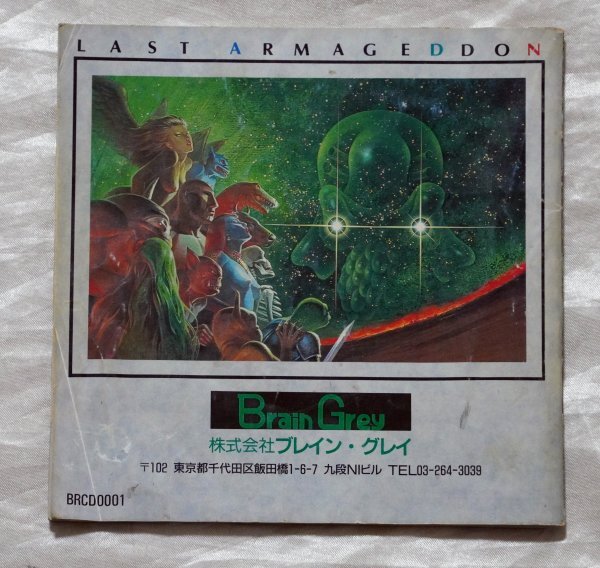 LAST ARMAGEDDON
Brain Grey
株式会社ブレイン・グレイ
〒102 東京都千代田区飯田橋1-6-7 九段NIビル TEL03-264-3039
BRCD0001